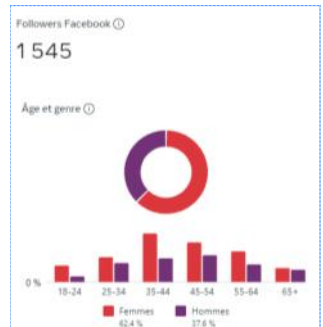 Followers Facebook ⓘ
1 545
Âge et genre ⓘ
0 %
18-24 25-34 35-44 45-54 55-64 65+
Femmes Hommes
62.4 % 37.6 %